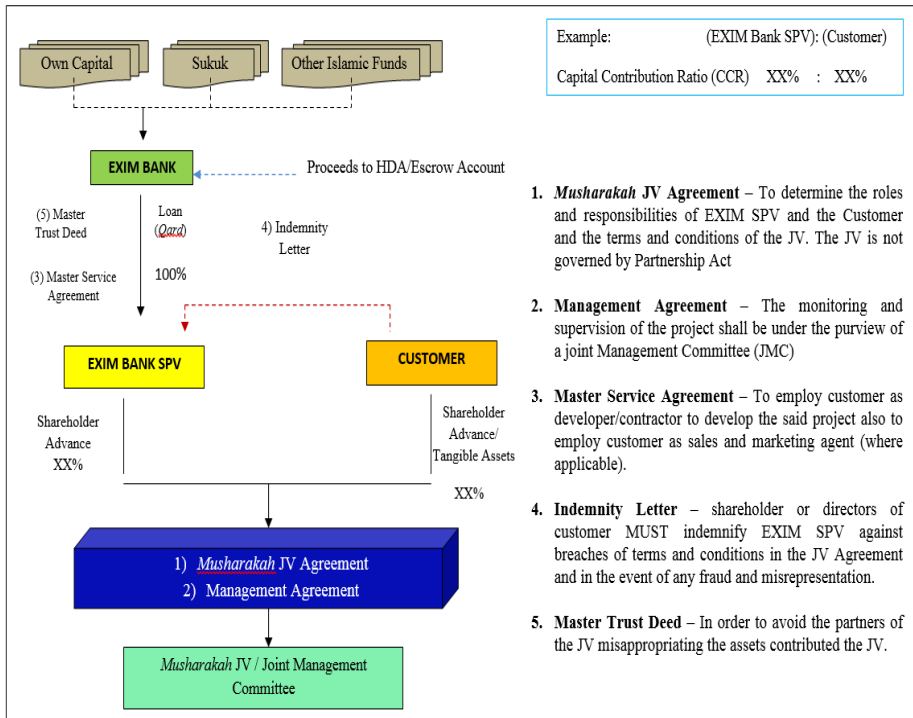 Own Capital
Sukuk
Other Islamic Funds
Example: (EXIM Bank SPV): (Customer)
Capital Contribution Ratio (CCR) XX% : XX%
EXIM BANK
Proceeds to HDA/Escrow Account
(5) Master
Trust Deed
Loan
(Qard)
4) Indemnity
Letter
(3) Master Service
Agreement
100%
EXIM BANK SPV
CUSTOMER
Shareholder
Advance
XX%
Shareholder
Advance/
Tangible Assets
XX%
1) Musharakah JV Agreement
2) Management Agreement
Musharakah JV / Joint Management
Committee
1. Musharakah JV Agreement – To determine the roles
and responsibilities of EXIM SPV and the Customer
and the terms and conditions of the JV. The JV is not
governed by Partnership Act
2. Management Agreement – The monitoring and
supervision of the project shall be under the purview of
a joint Management Committee (JMC)
3. Master Service Agreement – To employ customer as
developer/contractor to develop the said project also to
employ customer as sales and marketing agent (where
applicable).
4. Indemnity Letter – shareholder or directors of
customer MUST indemnify EXIM SPV against
breaches of terms and conditions in the JV Agreement
and in the event of any fraud and misrepresentation.
5. Master Trust Deed – In order to avoid the partners of
the JV misappropriating the assets contributed the JV.